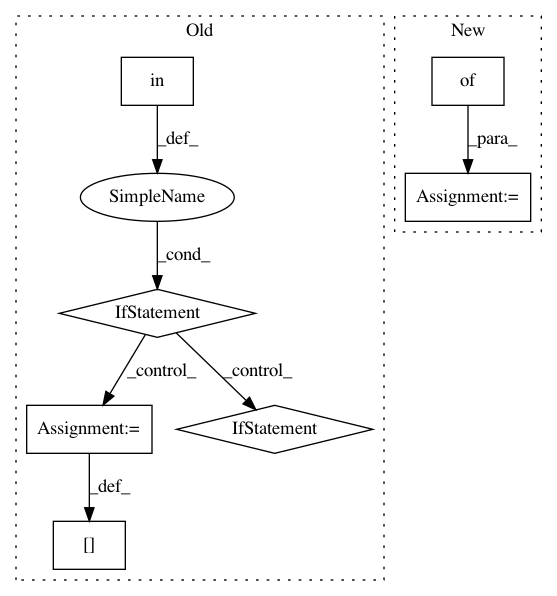 Old
New
in
of
_def_
_para_
SimpleName
Assignment:=
_cond_
IfStatement
_control_
_control_
Assignment:=
IfStatement
_def_
[]